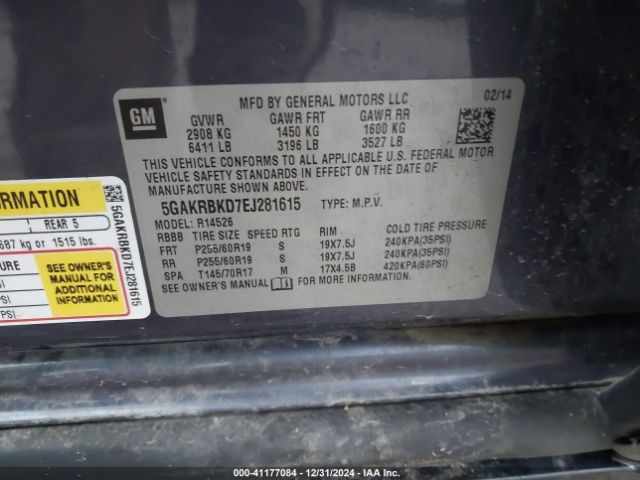 GM
MFD BY GENERAL MOTORS LLC
02/14
GVWR GAWR FRT GAWR RR
2908 KG 1450 KG 1600 KG
6411 LB 3196 LB 3527 LB
THIS VEHICLE CONFORMS TO ALL APPLICABLE U.S. FEDERAL MOTOR
VEHICLE SAFETY STANDARDS IN EFFECT ON THE DATE OF
MANUFACTURE SHOWN ABOVE.
5GAKRBKD7EJ281615 TYPE: M.P.V.
MODEL: R14526
RBBB TIRE SIZE SPEED RTG RIM COLD TIRE PRESSURE
FRT P255/60R19 S 19X7.5J 240KPA(35PSI)
RR P255/60R19 S 19X7.5J 240KPA(35PSI)
SPA T145/70R17 M 17X4.5B 420KPA(60PSI)
SEE OWNER'S MANUAL FOR MORE INFORMATION.
FORMATION
REAR 5
687 kg or 1515 lbs.
SURE
PSI
PSI
PSI
SEE OWNER'S
MANUAL FOR
ADDITIONAL
INFORMATION
5GAKRBKD7EJ281615
000-41177084 - 12/31/2024 - IAA Inc.